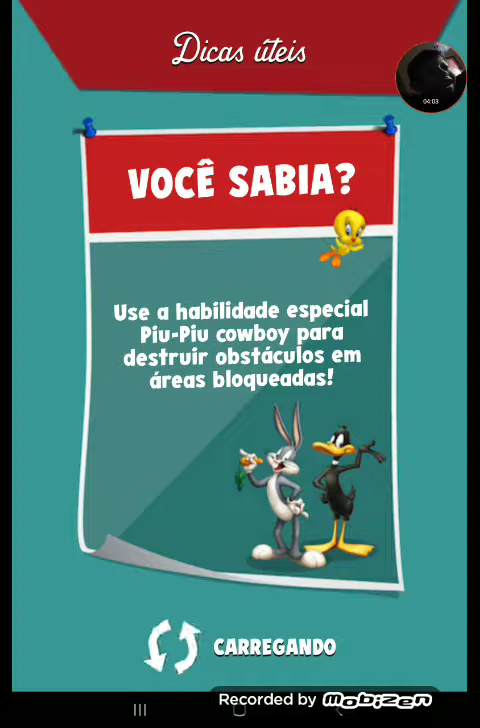 Dicas úteis
04:03
VOCÊ SABIA?
Use a habilidade especial
Piu-Piu cowboy para
destruir obstáculos em
áreas bloqueadas!
CARREGANDO
Recorded by mobizen